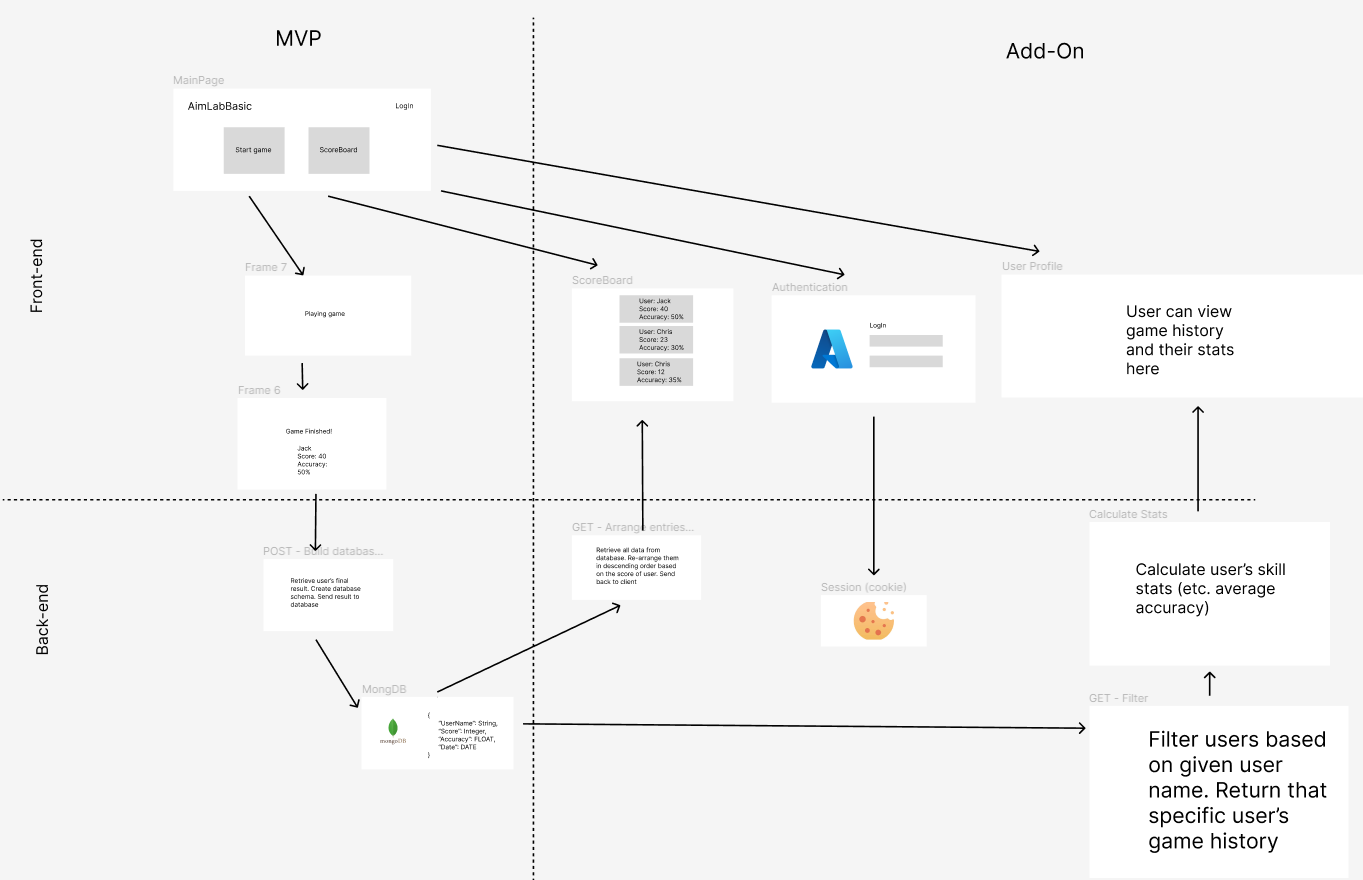 MVP
Add-On
Front-end
Back-end
MainPage
AimLabBasic
LogIn
Start game
ScoreBoard
Frame 7
Playing game
Frame 6
Game Finished!
Jack
Score: 40
Accuracy:
50%
ScoreBoard
User: Jack
Score: 40
Accuracy: 50%
User: Chris
Score: 23
Accuracy: 30%
User: Chris
Score: 12
Accuracy: 35%
Authentication
LogIn
User Profile
User can view
game history
and their stats
here
POST - Build databas...
Retrieve user's final
result. Create database
schema. Send result to
database
GET - Arrange entries...
Retrieve all data from
database. Re-arrange them
in descending order based
on the score of user. Send
back to client
Session (cookie)
Calculate Stats
Calculate user's skill
stats (etc. average
accuracy)
MongDB
mongoDB
{
"UserName": String,
"Score": Integer,
"Accuracy": FLOAT,
"Date": DATE
}
GET - Filter
Filter users based
on given user
name. Return that
specific user's
game history